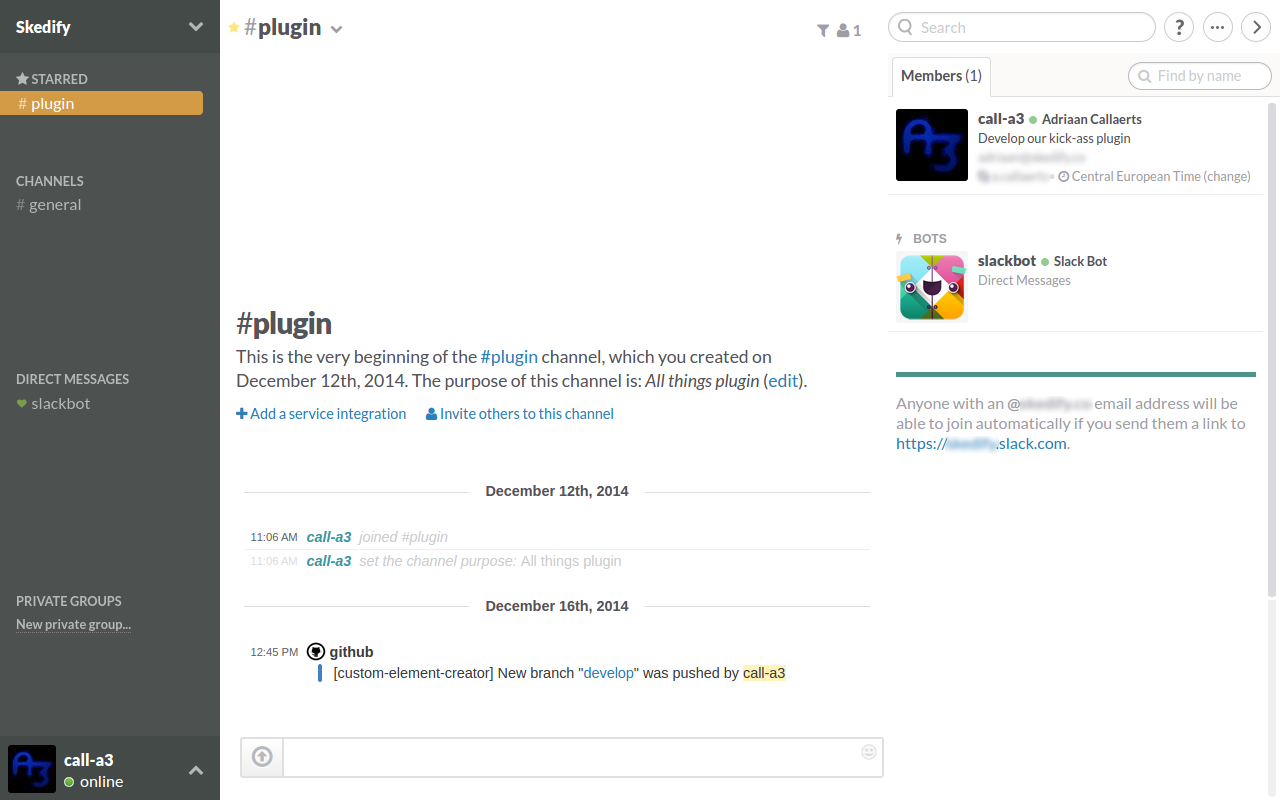 Skedify
STARRED
# plugin
CHANNELS
# general
DIRECT MESSAGES
slackbot
PRIVATE GROUPS
New private group...
call-a3
online
#plugin
1
#plugin
This is the very beginning of the #plugin channel, which you created on
December 12th, 2014. The purpose of this channel is: All things plugin (edit).
Add a service integration Invite others to this channel
December 12th, 2014
11:06 AM call-a3 joined #plugin
11:06 AM call-a3 set the channel purpose: All things plugin
December 16th, 2014
12:45 PM github
[custom-element-creator] New branch "develop" was pushed by call-a3
Search
?
Members (1)
Find by name
A3
call-a3 Adriaan Callaerts
Develop our kick-ass plugin
Central European Time (change)
BOTS
slackbot Slack Bot
Direct Messages
Anyone with an @ email address will be
able to join automatically if you send them a link to
https:// .slack.com.